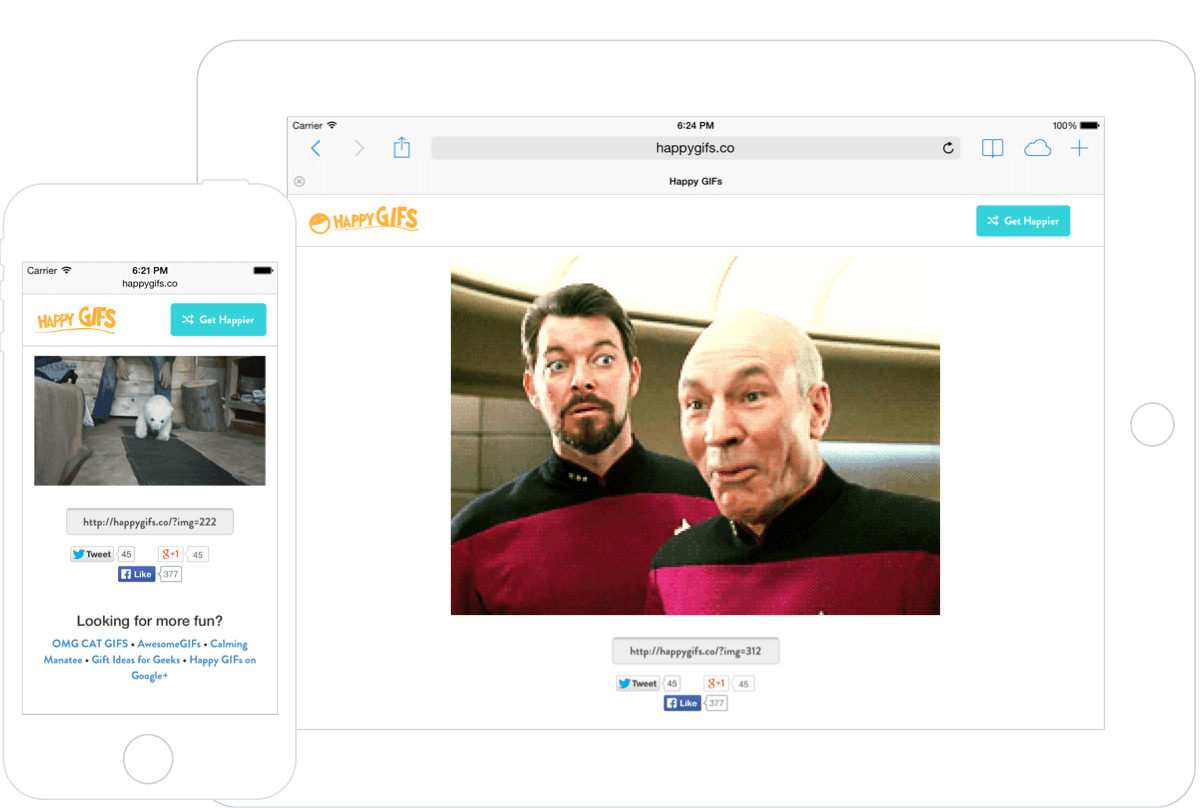 Carrier
6:24 PM
100%
happygifs.co
Happy GIFs
HAPPY GIFS
Get Happier
http://happygifs.co/?img=312
Tweet 45
g+1 45
Like 377
Carrier
6:21 PM
happygifs.co
HAPPY GIFS
Get Happier
http://happygifs.co/?img=222
Tweet 45
g+1 45
Like 377
Looking for more fun?
OMG CAT GIFS • AwesomeGIFs • Calming
Manatee • Gift Ideas for Geeks • Happy GIFs on
Google+